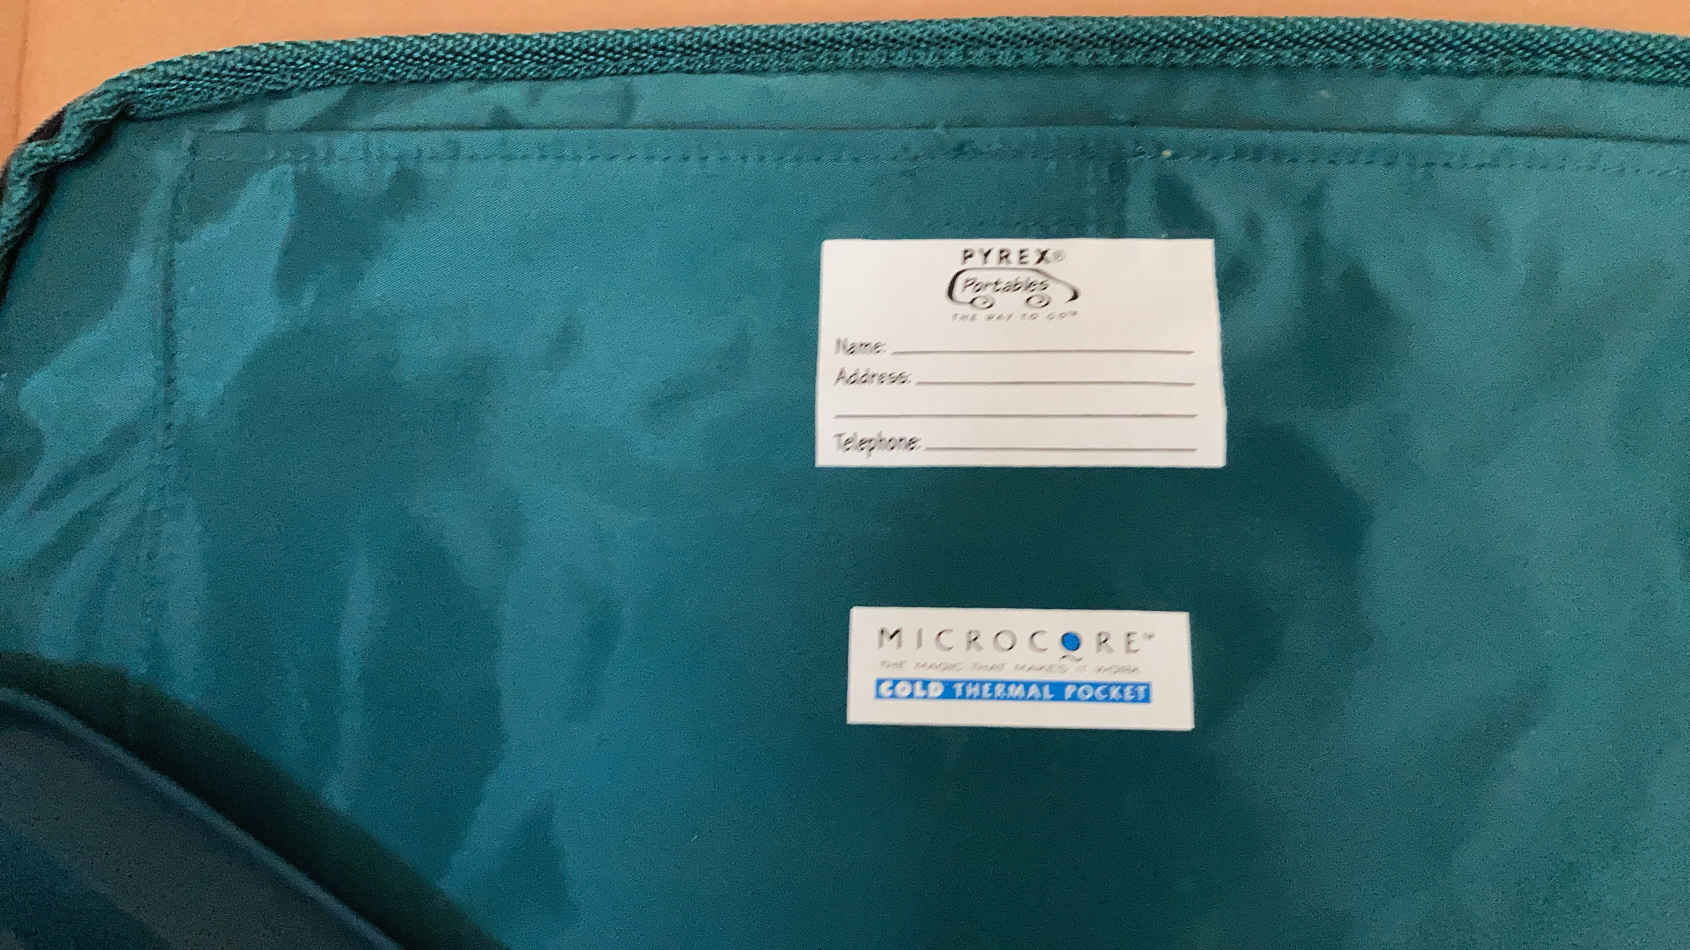 PYREX®
Portables
THE WAY TO GO™
Name:
Address:
Telephone:
MICROCORE™
THE MAGIC THAT MAKES IT WORK
COLD THERMAL POCKET